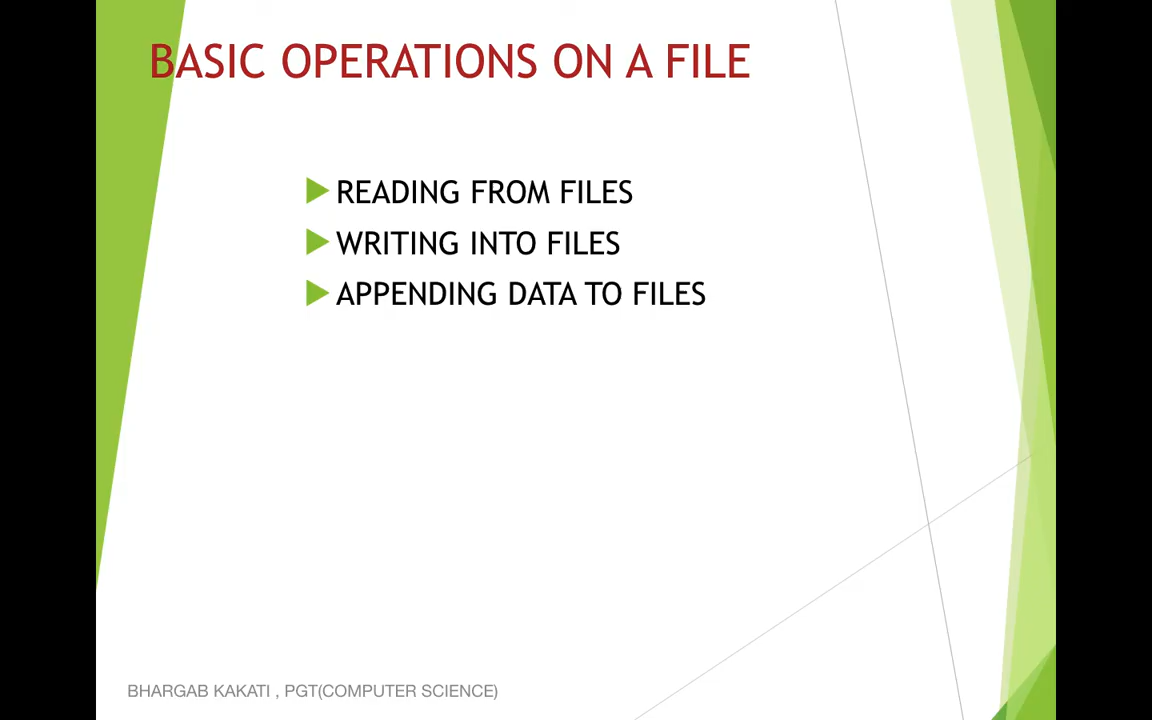 BASIC OPERATIONS ON A FILE
READING FROM FILES
WRITING INTO FILES
APPENDING DATA TO FILES
BHARGAB KAKATI , PGT(COMPUTER SCIENCE)